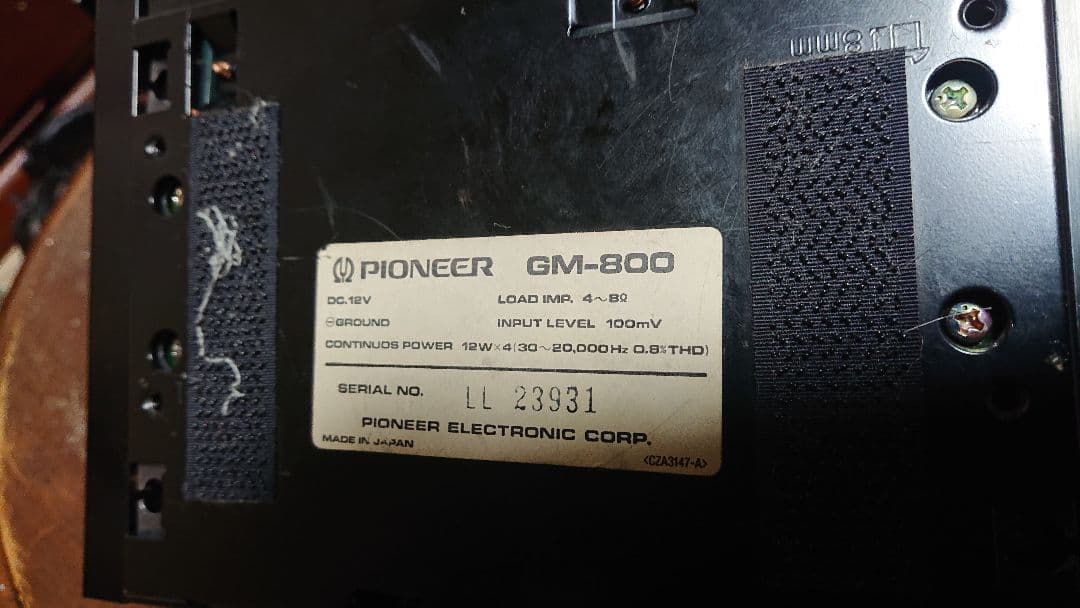 PIONEER GM-800
DC.12V LOAD IMP. 4~8Ω
⊖GROUND INPUT LEVEL 100mV
CONTINUOS POWER 12W×4(30~20,000Hz 0.8%THD)
SERIAL NO. LL 23931
PIONEER ELECTRONIC CORP.
MADE IN JAPAN <CZA3147-A>